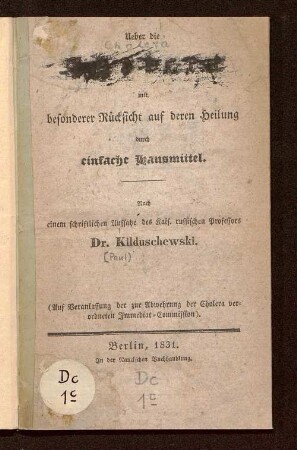 Ueber die
Cholera
mit
besonderer Rücksicht auf deren Heilung
durch
einfache Hausmittel.
Nach
einem schriftlichen Aufsatze des Kais. russischen Professors
Dr. Kilduschewski.
[Paul]
(Auf Veranlassung der zur Abwehrung der Cholera ver-
ordneten Immediat-Commission).
Berlin, 1831.
In der Nauckschen Buchhandlung.
Dc
1c
Dc
1c